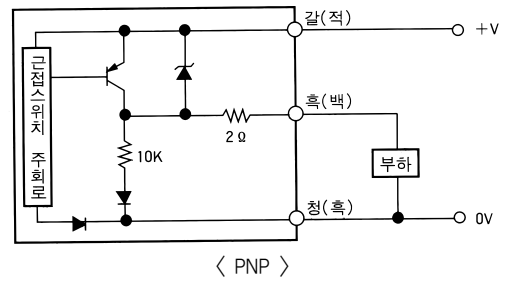 갈(적)
+V
근접스위치 주회로
흑(백)
2Ω
10K
부하
청(흑)
0V
〈 PNP 〉